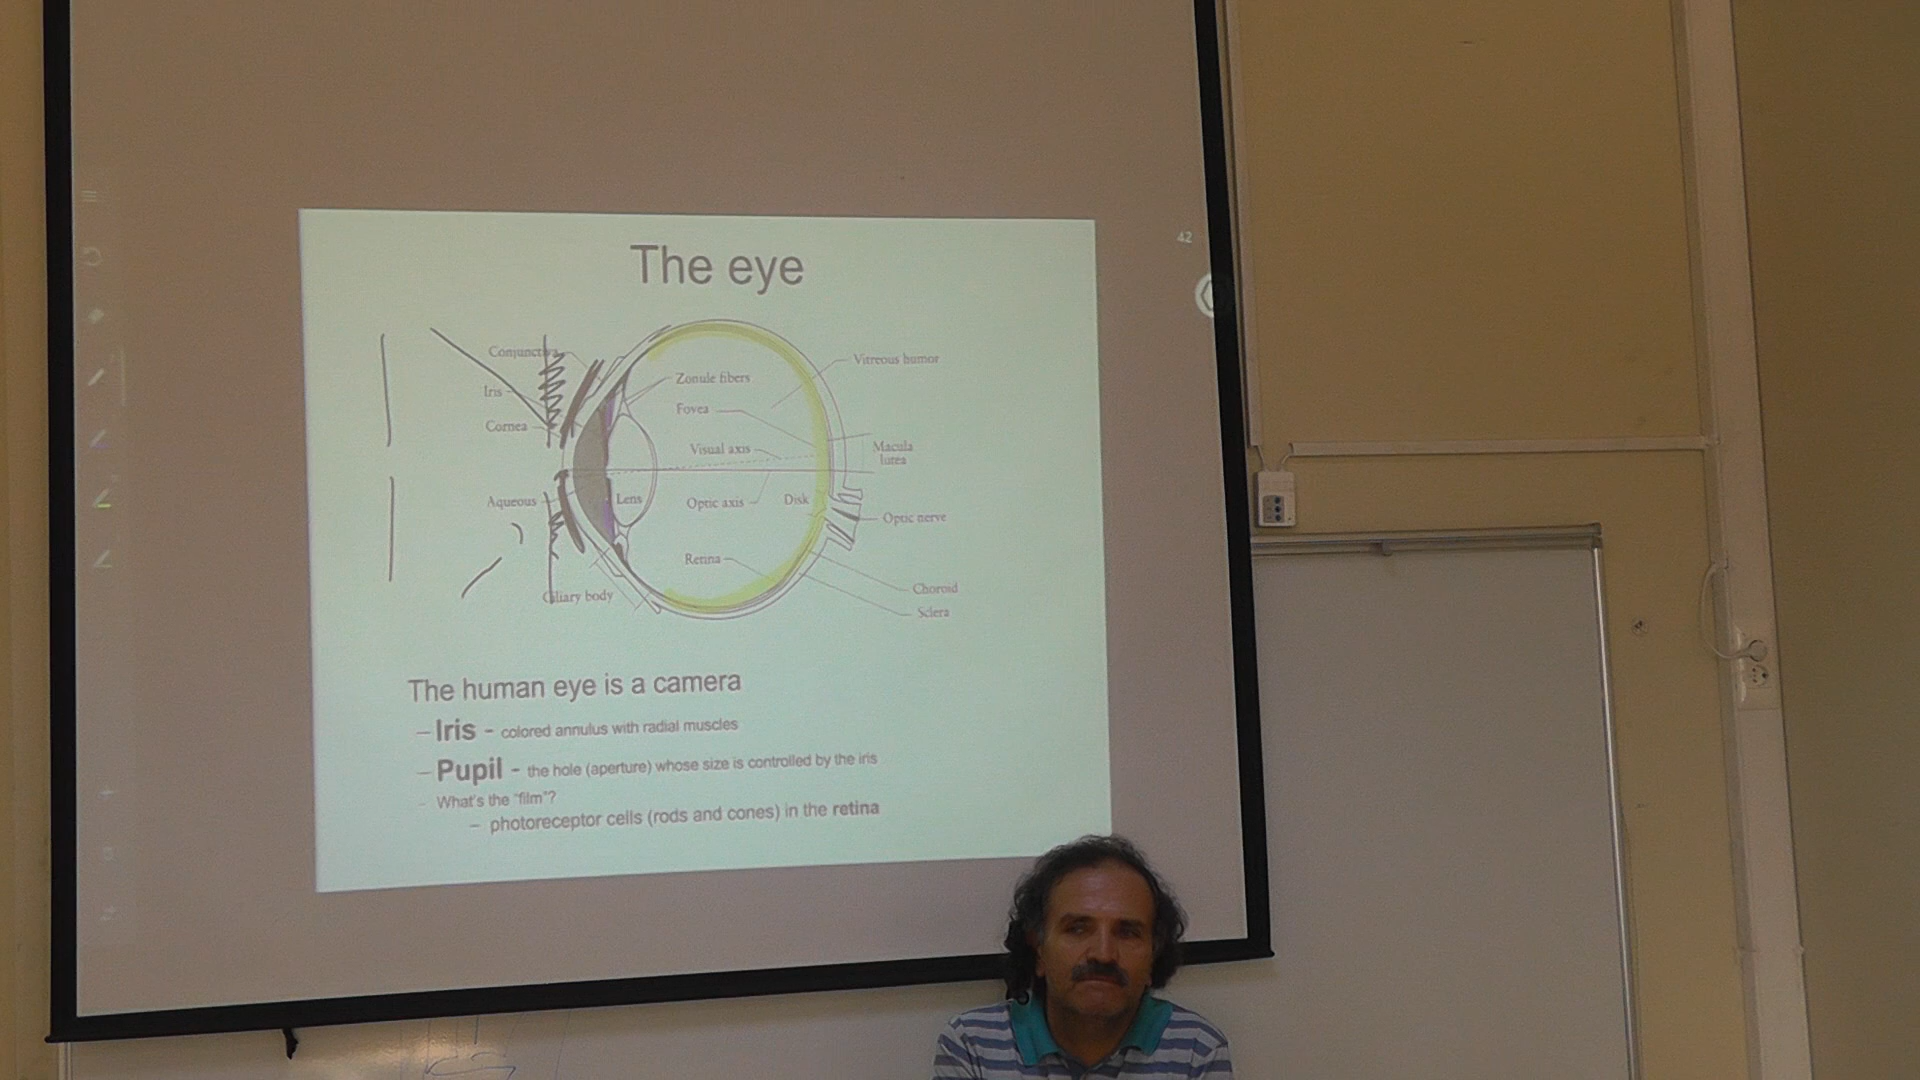 42
The eye
Conjunctiva
Vitreous humor
Zonule fibers
Iris
Fovea
Cornea
Visual axis
Macula
lutea
Aqueous
Lens
Optic axis
Disk
Optic nerve
Retina
Choroid
Ciliary body
Sclera
The human eye is a camera
– Iris - colored annulus with radial muscles
– Pupil - the hole (aperture) whose size is controlled by the iris
- What's the "film"?
– photoreceptor cells (rods and cones) in the retina